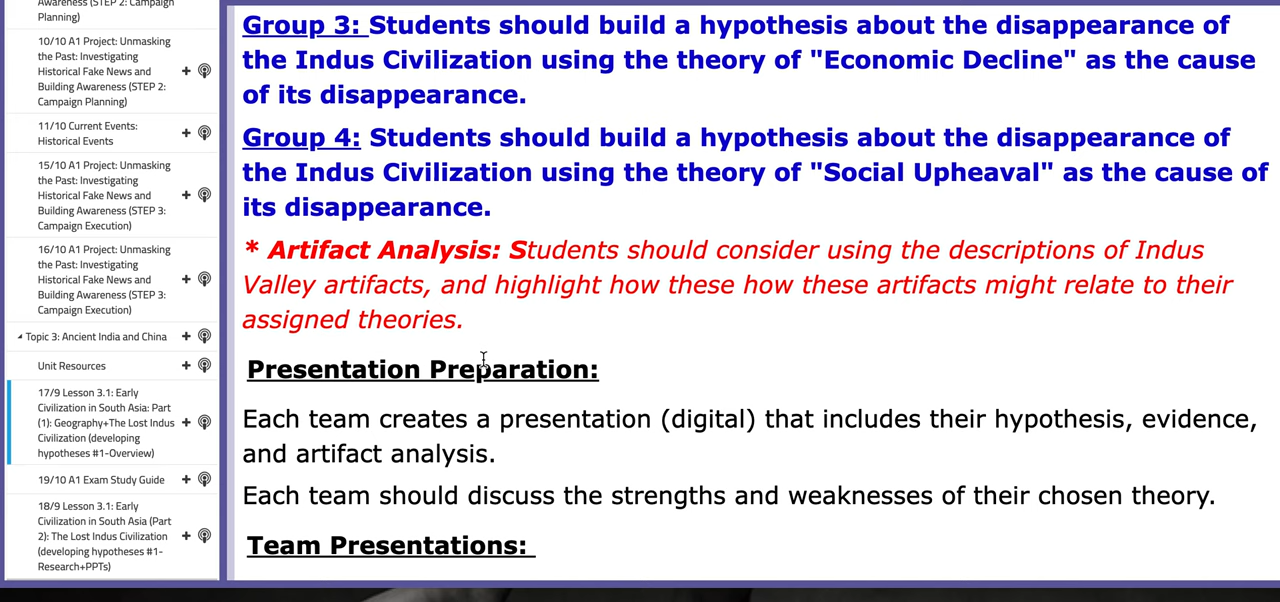 Awareness (STEP 2: Campaign
Planning)
10/10 A1 Project: Unmasking
the Past: Investigating
Historical Fake News and
Building Awareness (STEP 2:
Campaign Planning)
11/10 Current Events:
Historical Events
15/10 A1 Project: Unmasking
the Past: Investigating
Historical Fake News and
Building Awareness (STEP 3:
Campaign Execution)
16/10 A1 Project: Unmasking
the Past: Investigating
Historical Fake News and
Building Awareness (STEP 3:
Campaign Execution)
Topic 3: Ancient India and China
Unit Resources
17/9 Lesson 3.1: Early
Civilization in South Asia: Part
(1): Geography+The Lost Indus
Civilization (developing
hypotheses #1-Overview)
19/10 A1 Exam Study Guide
18/9 Lesson 3.1: Early
Civilization in South Asia (Part
2): The Lost Indus Civilization
(developing hypotheses #1-
Research+PPTs)
Group 3: Students should build a hypothesis about the disappearance of
the Indus Civilization using the theory of "Economic Decline" as the cause
of its disappearance.
Group 4: Students should build a hypothesis about the disappearance of
the Indus Civilization using the theory of "Social Upheaval" as the cause of
its disappearance.
* Artifact Analysis: Students should consider using the descriptions of Indus
Valley artifacts, and highlight how these how these artifacts might relate to their
assigned theories.
Presentation Preparation:
Each team creates a presentation (digital) that includes their hypothesis, evidence,
and artifact analysis.
Each team should discuss the strengths and weaknesses of their chosen theory.
Team Presentations: